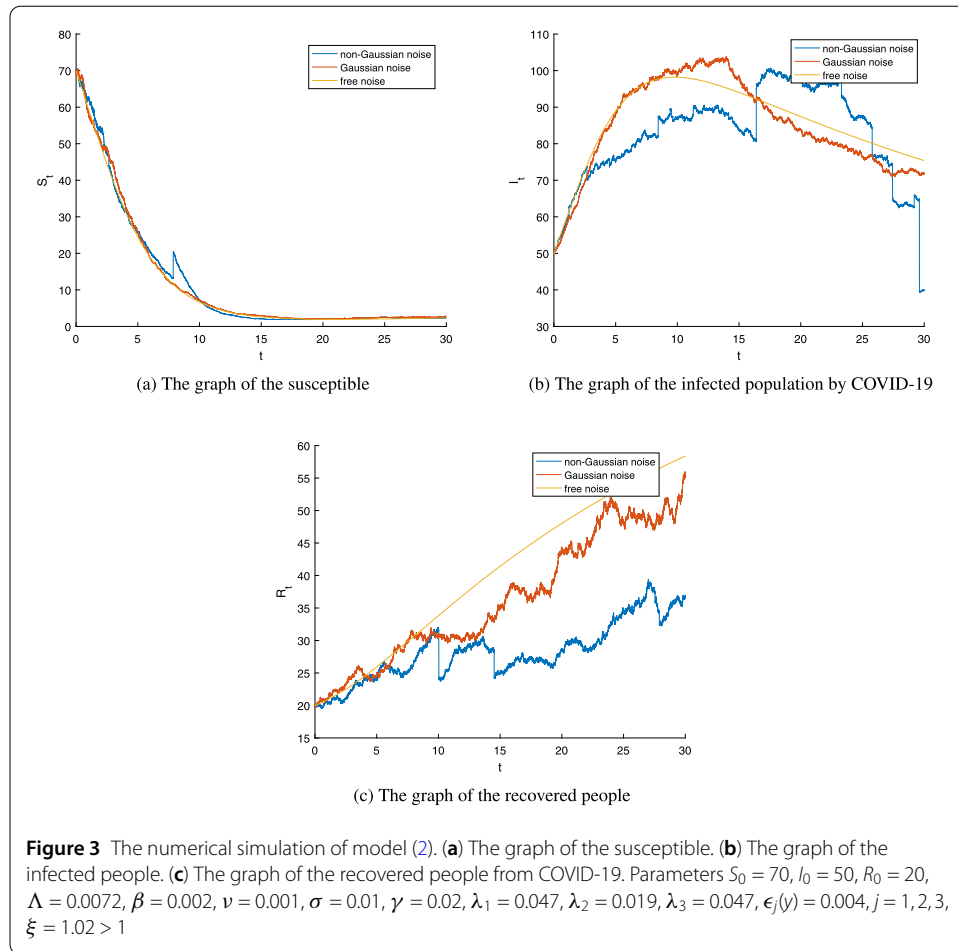 80
70
60
50
40
30
20
10
0
S_t
0 5 10 15 20 25 30
t
non-Gaussian noise
Gaussian noise
free noise
(a) The graph of the susceptible
110
100
90
80
70
60
50
40
30
I_t
0 5 10 15 20 25 30
t
non-Gaussian noise
Gaussian noise
free noise
(b) The graph of the infected population by COVID-19
60
55
50
45
40
35
30
25
20
15
R_t
0 5 10 15 20 25 30
t
non-Gaussian noise
Gaussian noise
free noise
(c) The graph of the recovered people
Figure 3 The numerical simulation of model (2). (a) The graph of the susceptible. (b) The graph of the
infected people. (c) The graph of the recovered people from COVID-19. Parameters S₀ = 70, I₀ = 50, R₀ = 20,
Λ = 0.0072, β = 0.002, ν = 0.001, σ = 0.01, γ = 0.02, λ₁ = 0.047, λ₂ = 0.019, λ₃ = 0.047, ϵⱼ(y) = 0.004, j = 1, 2, 3,
ξ = 1.02 > 1